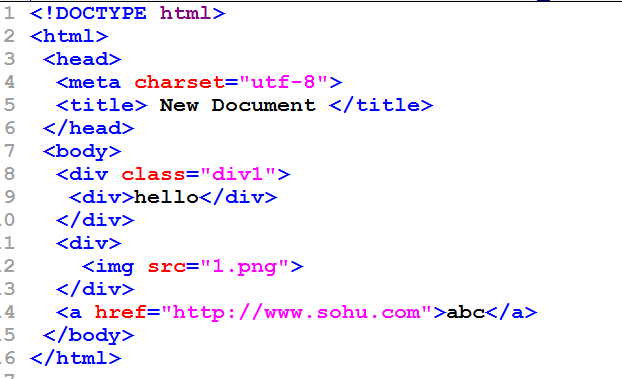 1 <!DOCTYPE html>
2 <html>
3  <head>
4   <meta charset="utf-8">
5   <title> New Document </title>
6  </head>
7  <body>
8   <div class="div1">
9    <div>hello</div>
0   </div>
1   <div>
2     <img src="1.png">
3   </div>
4   <a href="http://www.sohu.com">abc</a>
5  </body>
6 </html>